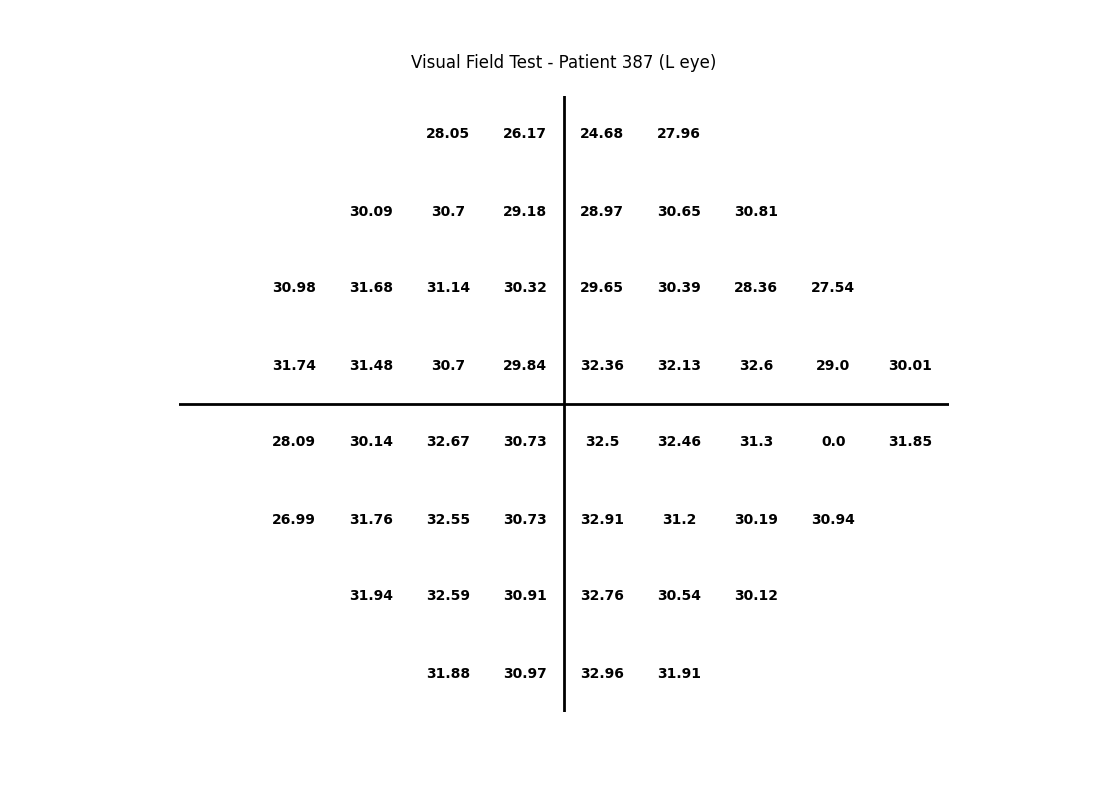 Visual Field Test - Patient 387 (L eye)
28.05 26.17 24.68 27.96
30.09 30.7 29.18 28.97 30.65 30.81
30.98 31.68 31.14 30.32 29.65 30.39 28.36 27.54
31.74 31.48 30.7 29.84 32.36 32.13 32.6 29.0 30.01
28.09 30.14 32.67 30.73 32.5 32.46 31.3 0.0 31.85
26.99 31.76 32.55 30.73 32.91 31.2 30.19 30.94
31.94 32.59 30.91 32.76 30.54 30.12
31.88 30.97 32.96 31.91